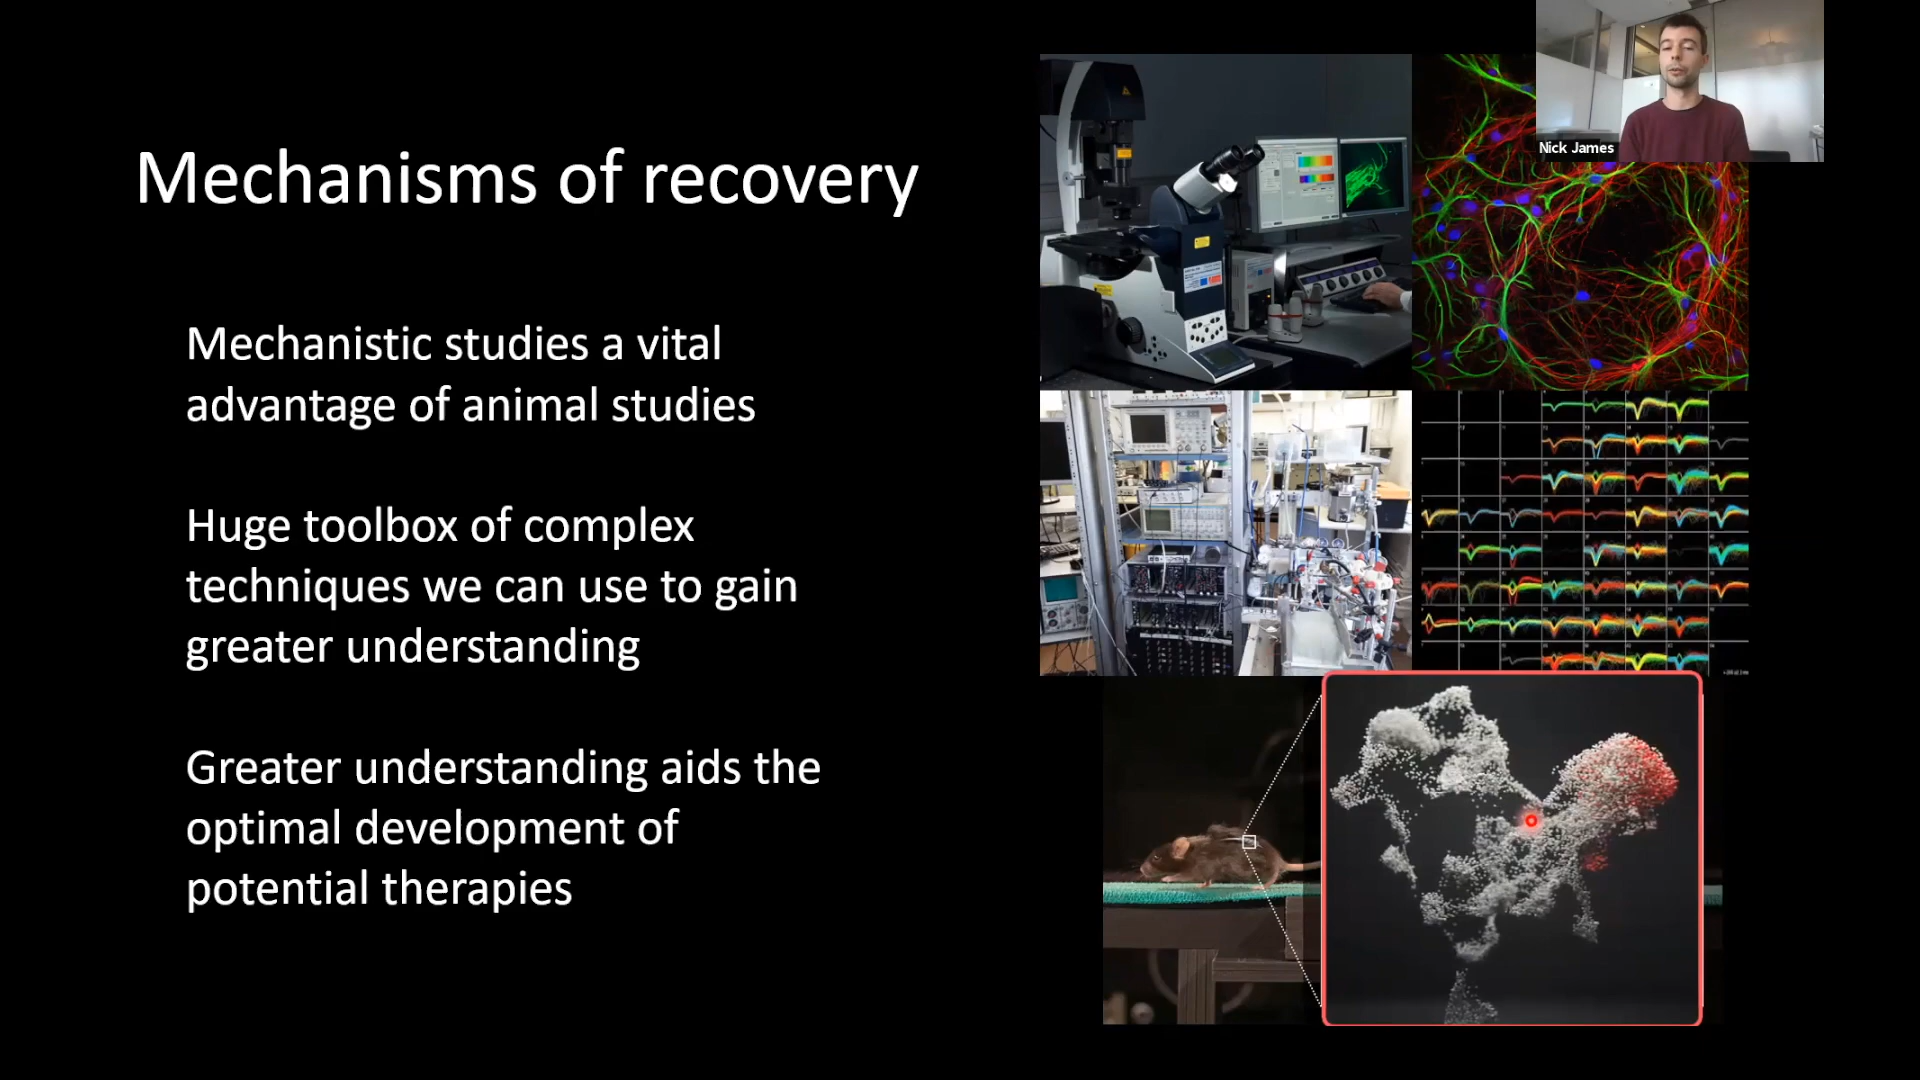 Mechanisms of recovery
Mechanistic studies a vital
advantage of animal studies
Huge toolbox of complex
techniques we can use to gain
greater understanding
Greater understanding aids the
optimal development of
potential therapies
Nick James